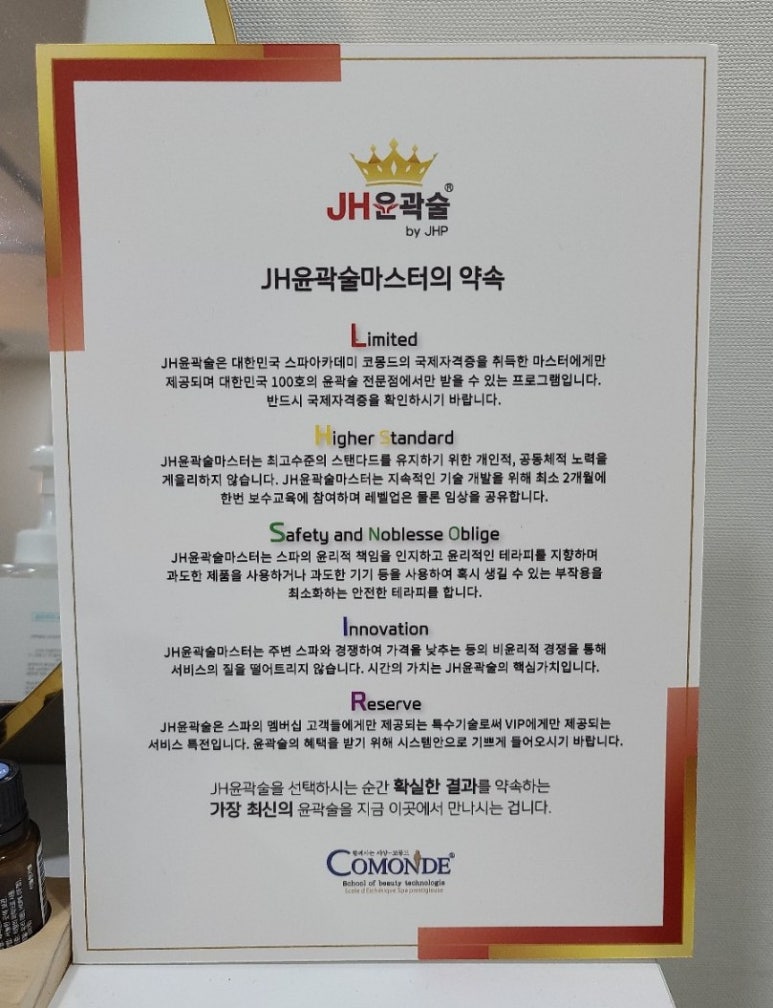 JH윤곽술®
by JHP
JH윤곽술마스터의 약속
Limited
JH윤곽술은 대한민국 스파아카데미 코몽드의 국제자격증을 취득한 마스터에게만
제공되며 대한민국 100호의 윤곽술 전문점에서만 받을 수 있는 프로그램입니다.
반드시 국제자격증을 확인하시기 바랍니다.
Higher Standard
JH윤곽술마스터는 최고수준의 스탠다드를 유지하기 위한 개인적, 공동체적 노력을
게을리하지 않습니다. JH윤곽술마스터는 지속적인 기술 개발을 위해 최소 2개월에
한번 보수교육에 참여하며 레벨업은 물론 임상을 공유합니다.
Safety and Noblesse Oblige
JH윤곽술마스터는 스파의 윤리적 책임을 인지하고 윤리적인 테라피를 지향하며
과도한 제품을 사용하거나 과도한 기기 등을 사용하여 혹시 생길 수 있는 부작용을
최소화하는 안전한 테라피를 합니다.
Innovation
JH윤곽술마스터는 주변 스파와 경쟁하여 가격을 낮추는 등의 비윤리적 경쟁을 통해
서비스의 질을 떨어트리지 않습니다. 시간의 가치는 JH윤곽술의 핵심가치입니다.
Reserve
JH윤곽술은 스파의 멤버십 고객들에게만 제공되는 특수기술로써 VIP에게만 제공되는
서비스 특전입니다. 윤곽술의 혜택을 받기 위해 시스템안으로 기쁘게 들어오시기 바랍니다.
JH윤곽술을 선택하시는 순간 확실한 결과를 약속하는
가장 최신의 윤곽술을 지금 이곳에서 만나시는 겁니다.
COMONDE®
School of beauty technologie